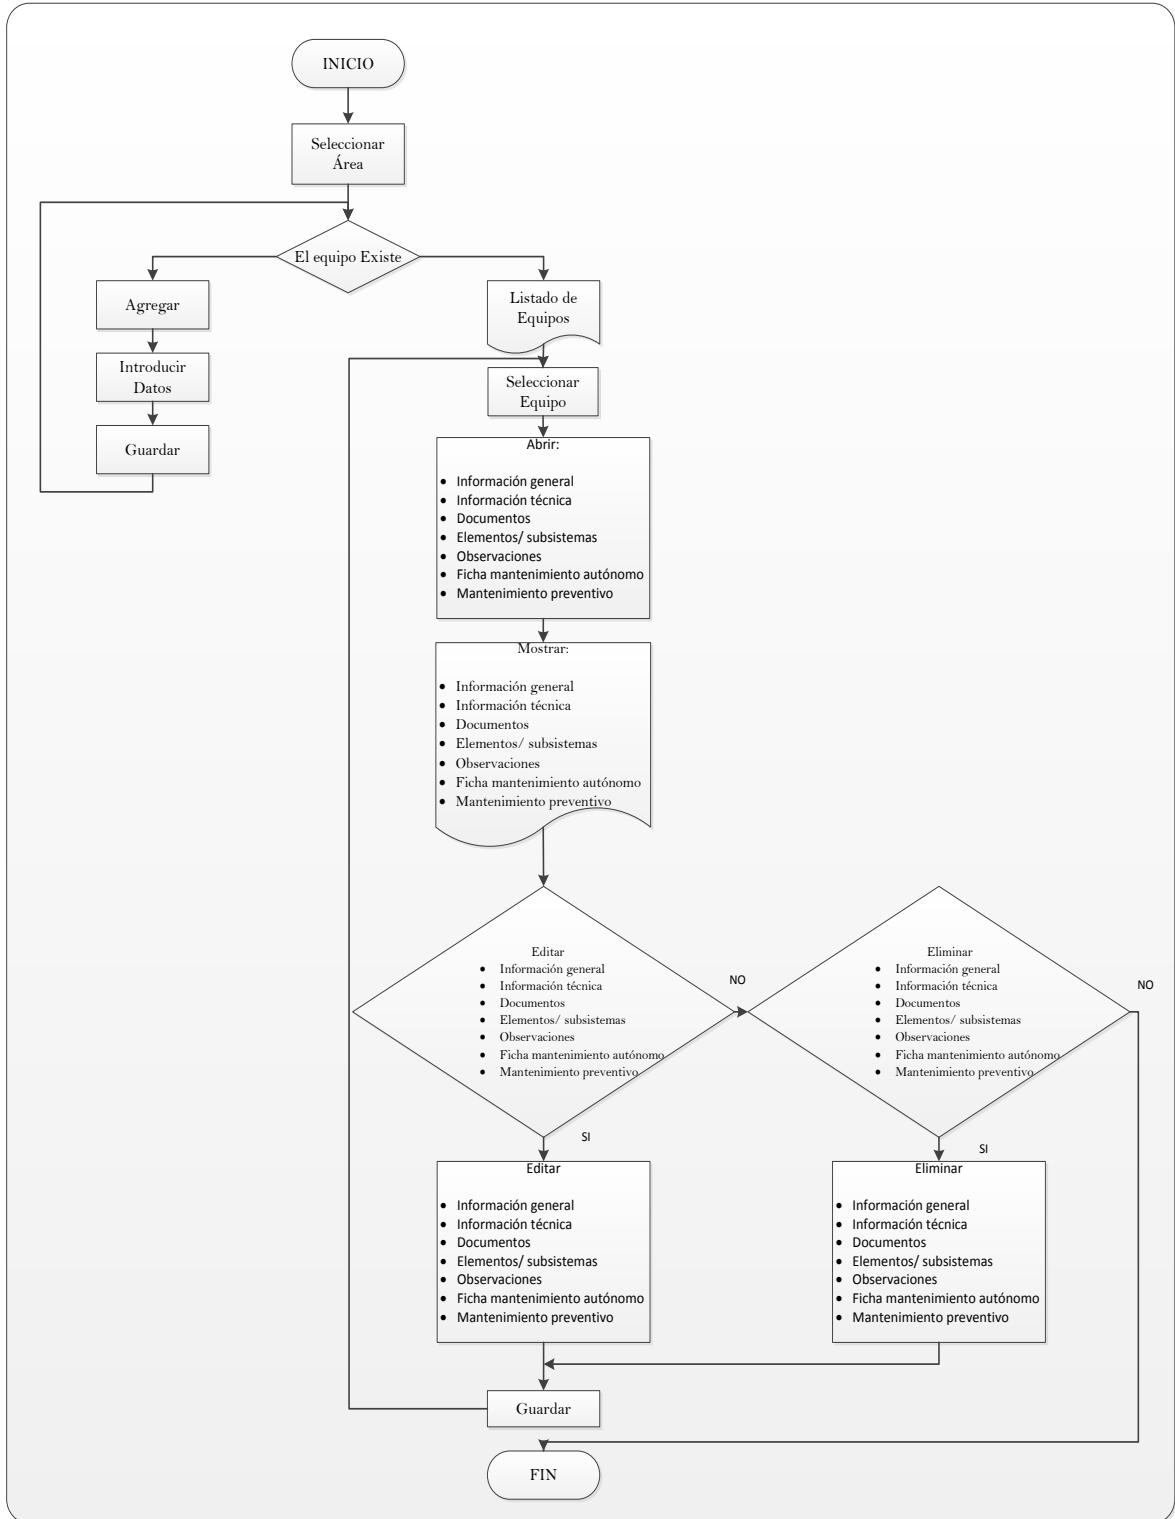 INICIO
Seleccionar
Área
El equipo Existe
Agregar
Introducir
Datos
Guardar
Listado de
Equipos
Seleccionar
Equipo
Abrir:
• Información general
• Información técnica
• Documentos
• Elementos/ subsistemas
• Observaciones
• Ficha mantenimiento autónomo
• Mantenimiento preventivo
Mostrar:
• Información general
• Información técnica
• Documentos
• Elementos/ subsistemas
• Observaciones
• Ficha mantenimiento autónomo
• Mantenimiento preventivo
Editar
• Información general
• Información técnica
• Documentos
• Elementos/ subsistemas
• Observaciones
• Ficha mantenimiento autónomo
• Mantenimiento preventivo
NO
Eliminar
• Información general
• Información técnica
• Documentos
• Elementos/ subsistemas
• Observaciones
• Ficha mantenimiento autónomo
• Mantenimiento preventivo
NO
SI
Editar
• Información general
• Información técnica
• Documentos
• Elementos/ subsistemas
• Observaciones
• Ficha mantenimiento autónomo
• Mantenimiento preventivo
SI
Eliminar
• Información general
• Información técnica
• Documentos
• Elementos/ subsistemas
• Observaciones
• Ficha mantenimiento autónomo
• Mantenimiento preventivo
Guardar
FIN